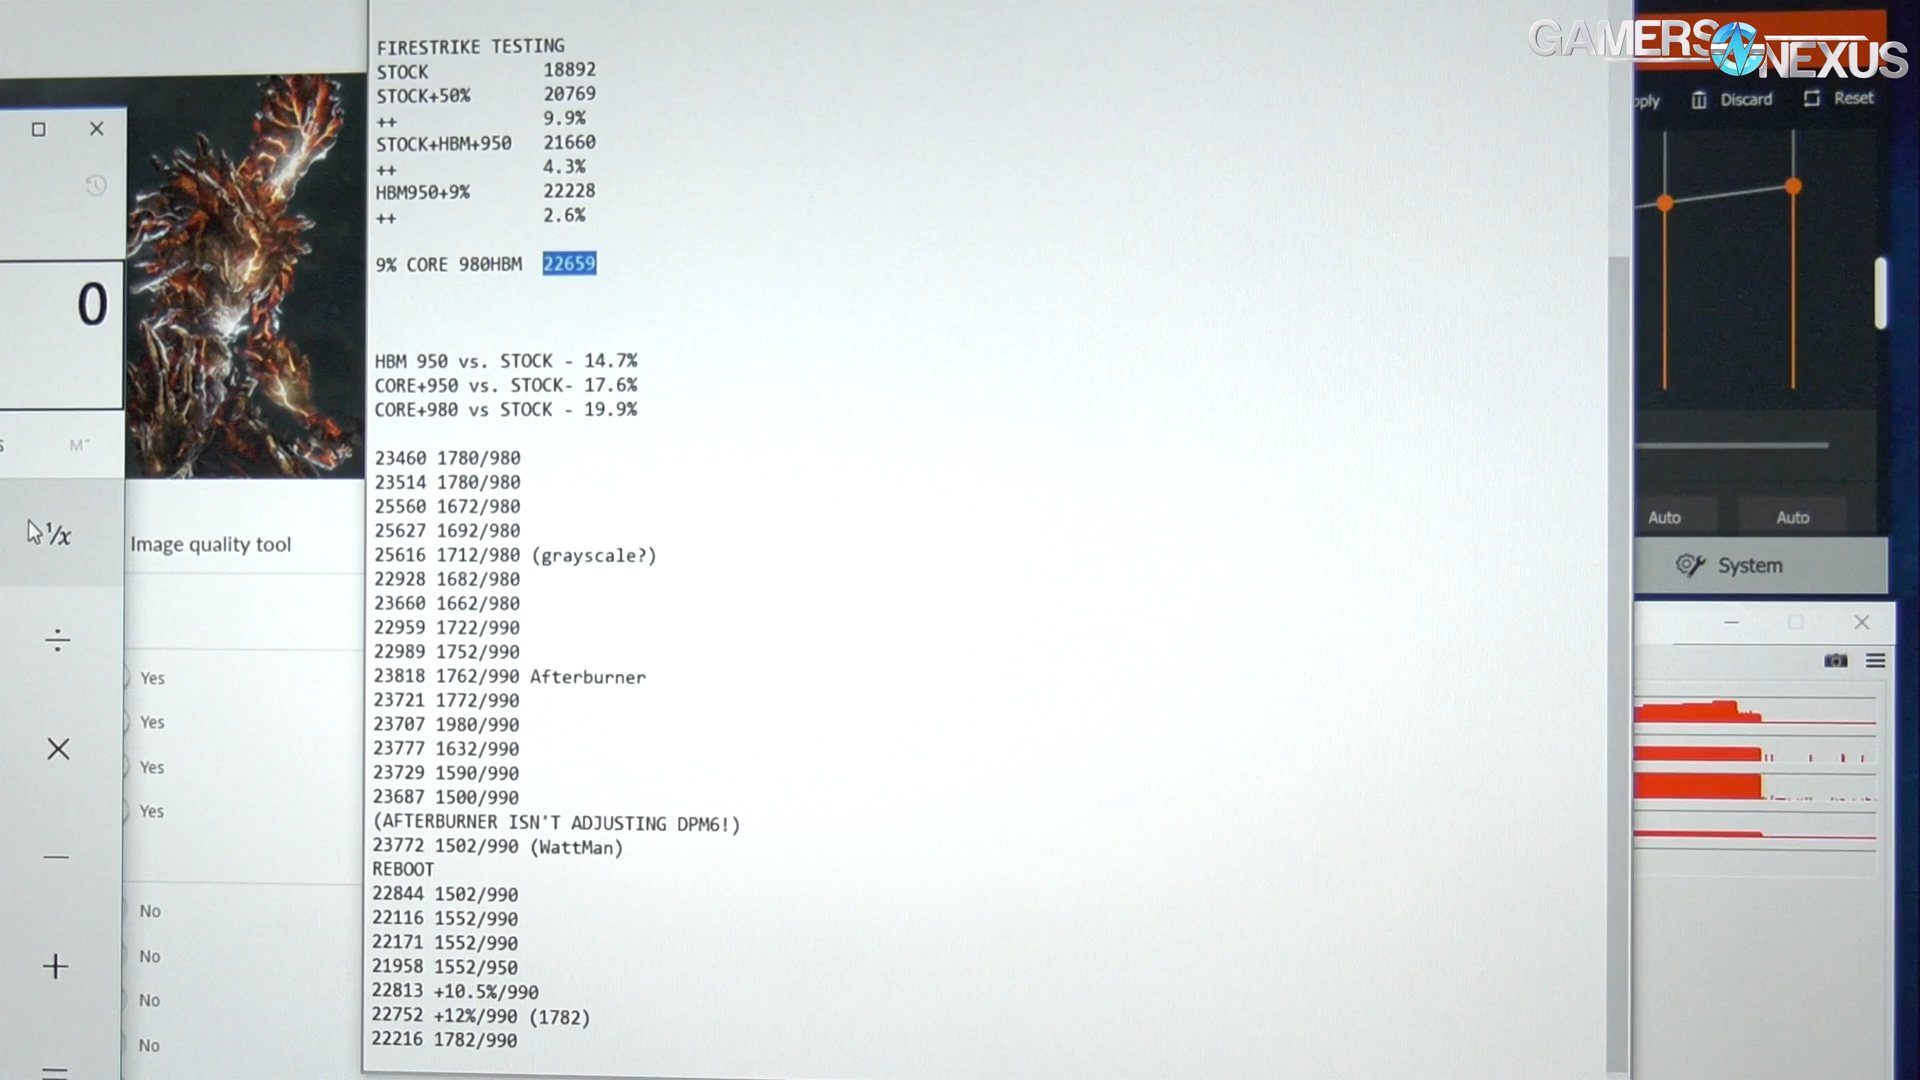 GAMERS NEXUS
FIRESTRIKE TESTING
STOCK 18892
STOCK+50% 20769
++ 9.9%
STOCK+HBM+950 21660
++ 4.3%
HBM950+9% 22228
++ 2.6%
9% CORE 980HBM 22659
HBM 950 vs. STOCK - 14.7%
CORE+950 vs. STOCK- 17.6%
CORE+980 vs STOCK - 19.9%
23460 1780/980
23514 1780/980
25560 1672/980
25627 1692/980
25616 1712/980 (grayscale?)
22928 1682/980
23660 1662/980
22959 1722/990
22989 1752/990
23818 1762/990 Afterburner
23721 1772/990
23707 1980/990
23777 1632/990
23729 1590/990
23687 1500/990
(AFTERBURNER ISN'T ADJUSTING DPM6!)
23772 1502/990 (WattMan)
REBOOT
22844 1502/990
22116 1552/990
22171 1552/990
21958 1552/950
22813 +10.5%/990
22752 +12%/990 (1782)
22216 1782/990
0
¹/x
÷
×
−
+
=
Image quality tool
Yes
Yes
Yes
Yes
No
No
No
No
Discard Reset
Auto Auto
System